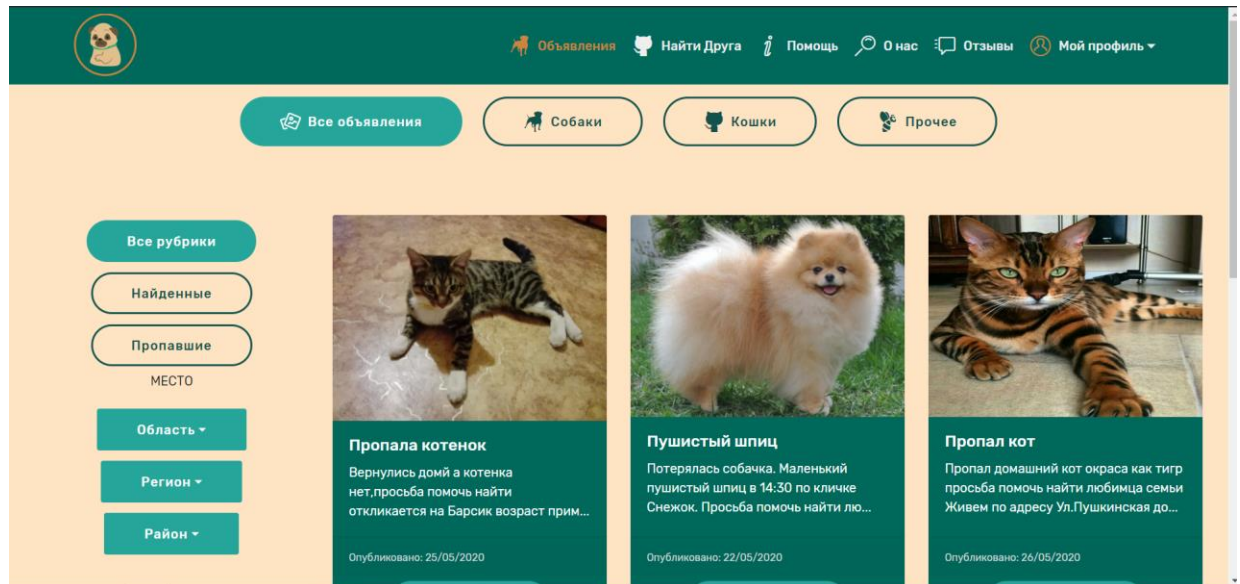 Объявления Найти Друга Помощь О нас Отзывы Мой профиль
Все объявления Собаки Кошки Прочее
Все рубрики
Найденные
Пропавшие
МЕСТО
Область
Регион
Район
Пропала котенок
Вернулись домй а котенка
нет,просьба помочь найти
откликается на Барсик возраст прим...
Опубликовано: 25/05/2020
Пушистый шпиц
Потерялась собачка. Маленький
пушистый шпиц в 14:30 по кличке
Снежок. Просьба помочь найти лю...
Опубликовано: 22/05/2020
Пропал кот
Пропал домашний кот окраса как тигр
просьба помочь найти любимца семьи
Живем по адресу Ул.Пушкинская до...
Опубликовано: 26/05/2020